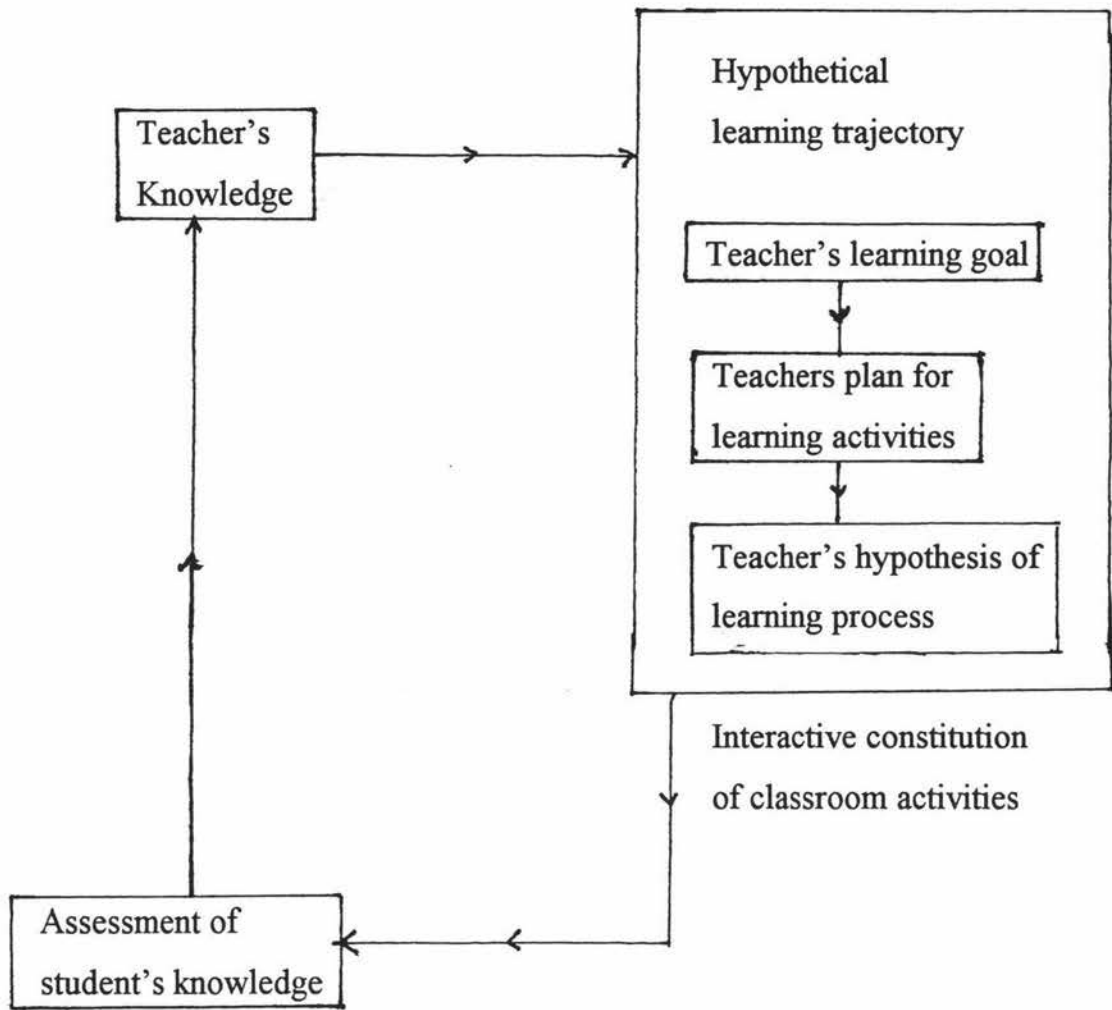 Teacher's
Knowledge
Hypothetical
learning trajectory
Teacher's learning goal
Teachers plan for
learning activities
Teacher's hypothesis of
learning process
Interactive constitution
of classroom activities
Assessment of
student's knowledge